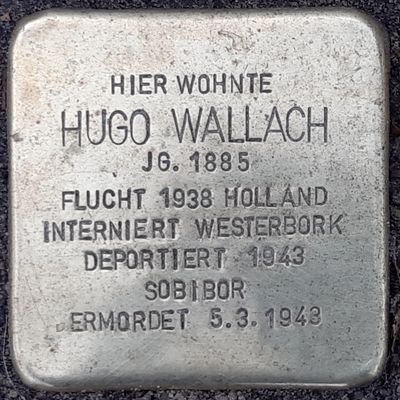 HIER WOHNTE
HUGO WALLACH
JG. 1885
FLUCHT 1938 HOLLAND
INTERNIERT WESTERBORK
DEPORTIERT 1943
SOBIBOR
ERMORDET 5.3.1943